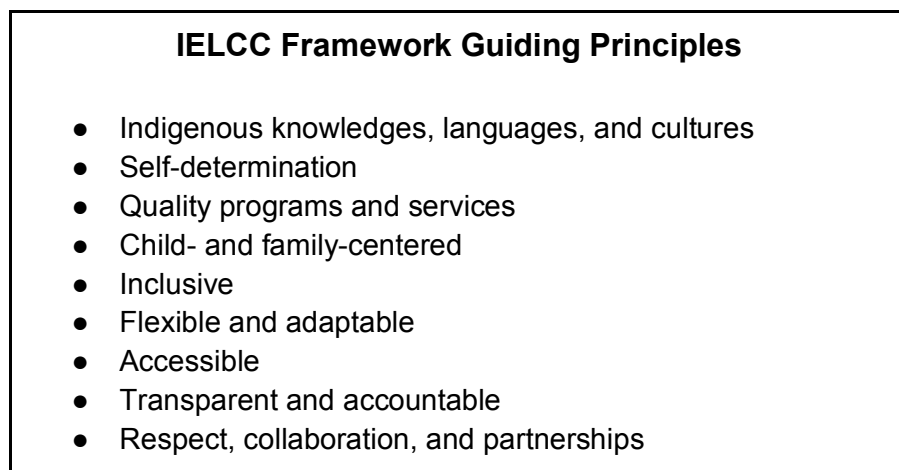 IELCC Framework Guiding Principles
● Indigenous knowledges, languages, and cultures
● Self-determination
● Quality programs and services
● Child- and family-centered
● Inclusive
● Flexible and adaptable
● Accessible
● Transparent and accountable
● Respect, collaboration, and partnerships